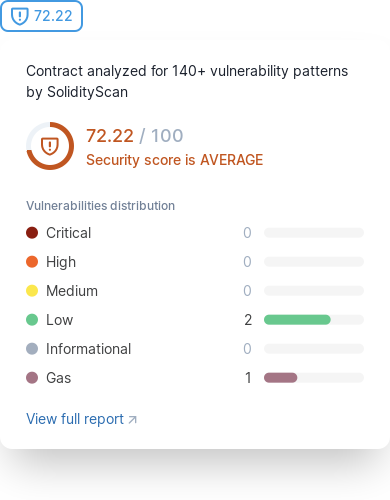 72.22
Contract analyzed for 140+ vulnerability patterns
by SolidityScan
72.22 / 100
Security score is AVERAGE
Vulnerabilities distribution
Critical 0
High 0
Medium 0
Low 2
Informational 0
Gas 1
View full report ↗